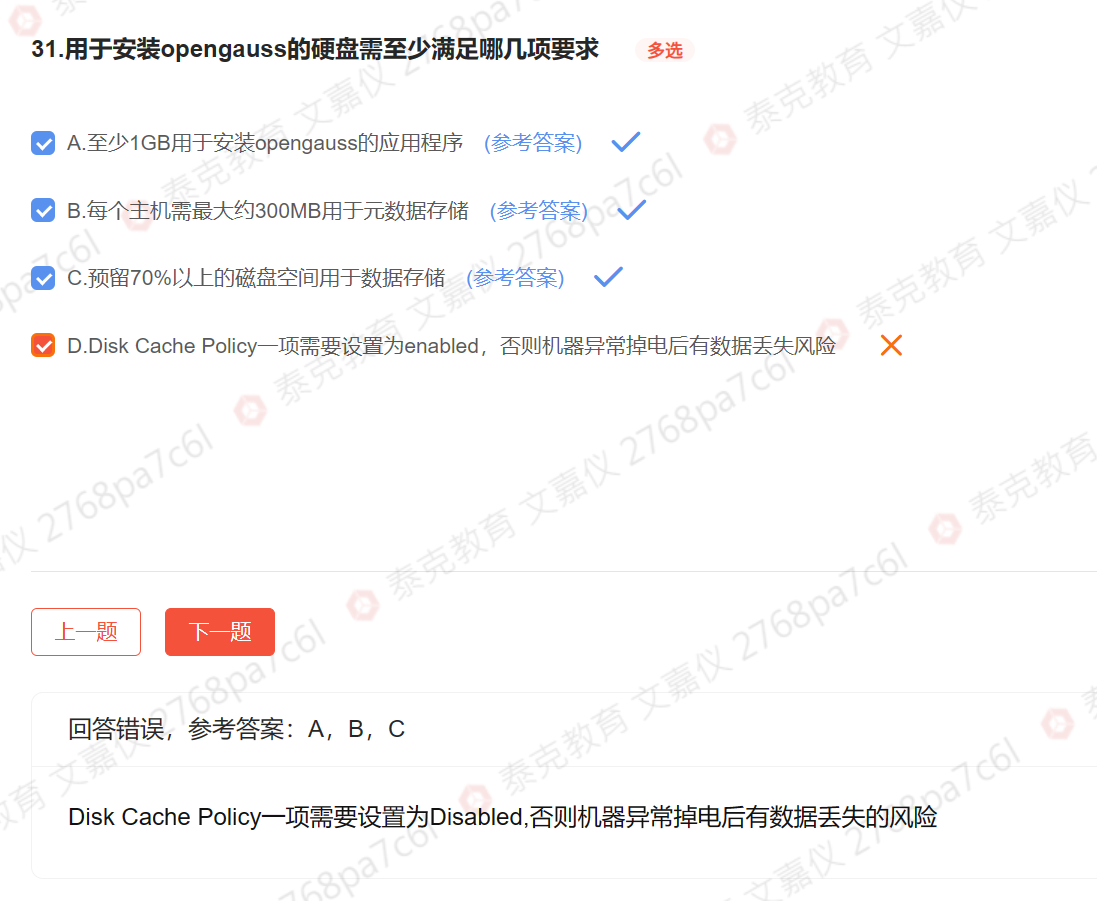 31.用于安装opengauss的硬盘需至少满足哪几项要求 多选
A.至少1GB用于安装opengauss的应用程序 (参考答案)
B.每个主机需最大约300MB用于元数据存储 (参考答案)
C.预留70%以上的磁盘空间用于数据存储 (参考答案)
D.Disk Cache Policy一项需要设置为enabled，否则机器异常掉电后有数据丢失风险
上一题 下一题
回答错误，参考答案：A，B，C
Disk Cache Policy一项需要设置为Disabled,否则机器异常掉电后有数据丢失的风险
泰克教育 文嘉仪 2768pa7c6l